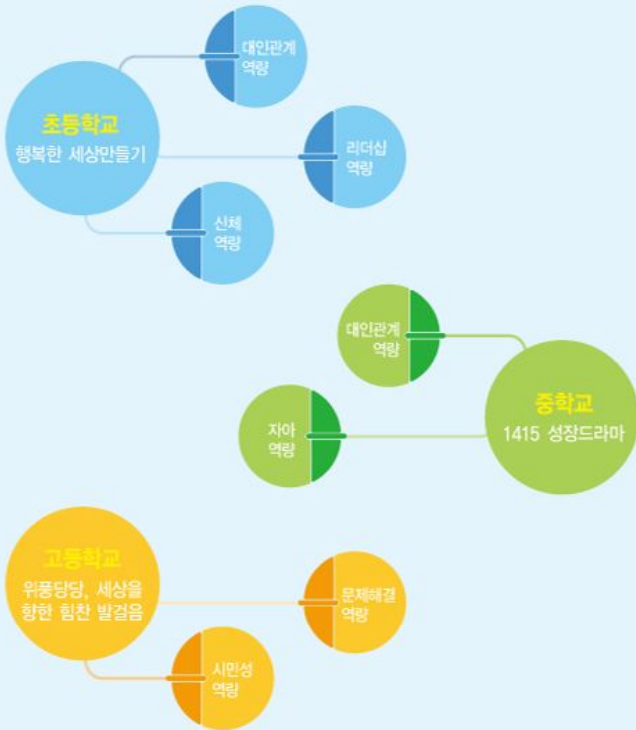 대인관계
역량
초등학교
행복한 세상만들기
리더십
역량
신체
역량
대인관계
역량
중학교
1415 성장드라마
자아
역량
고등학교
위풍당당, 세상을
향한 힘찬 발걸음
문제해결
역량
시민성
역량